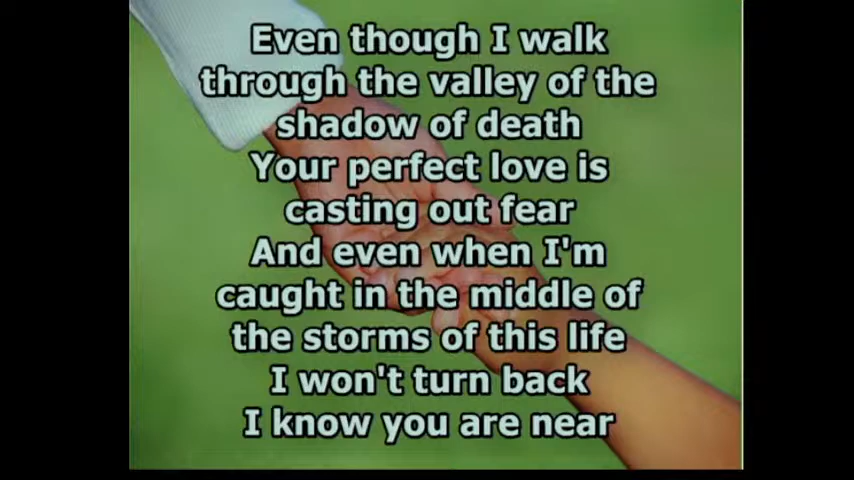 Even though I walk
through the valley of the
shadow of death
Your perfect love is
casting out fear
And even when I'm
caught in the middle of
the storms of this life
I won't turn back
I know you are near